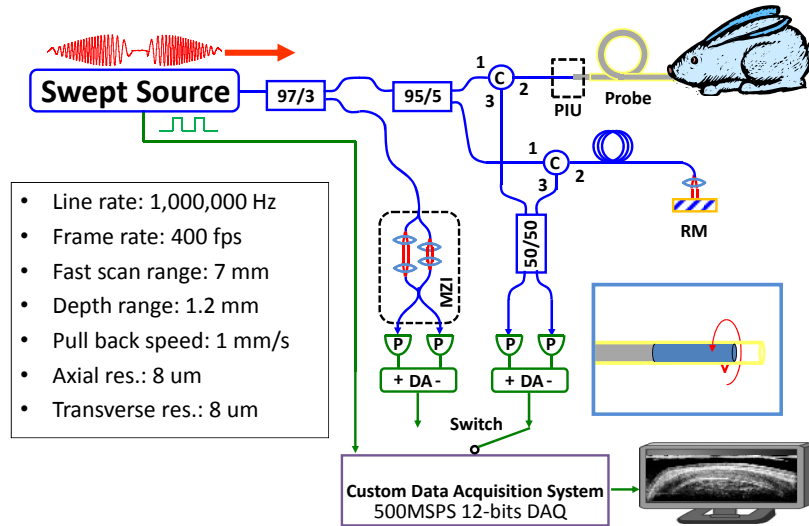 Swept Source
97/3
95/5
1
C
2
3
PIU
Probe
1
C
2
3
RM
50/50
MZI
P
P
P
P
+ DA -
+ DA -
Switch
v
Custom Data Acquisition System
500MSPS 12-bits DAQ
• Line rate: 1,000,000 Hz
• Frame rate: 400 fps
• Fast scan range: 7 mm
• Depth range: 1.2 mm
• Pull back speed: 1 mm/s
• Axial res.: 8 um
• Transverse res.: 8 um